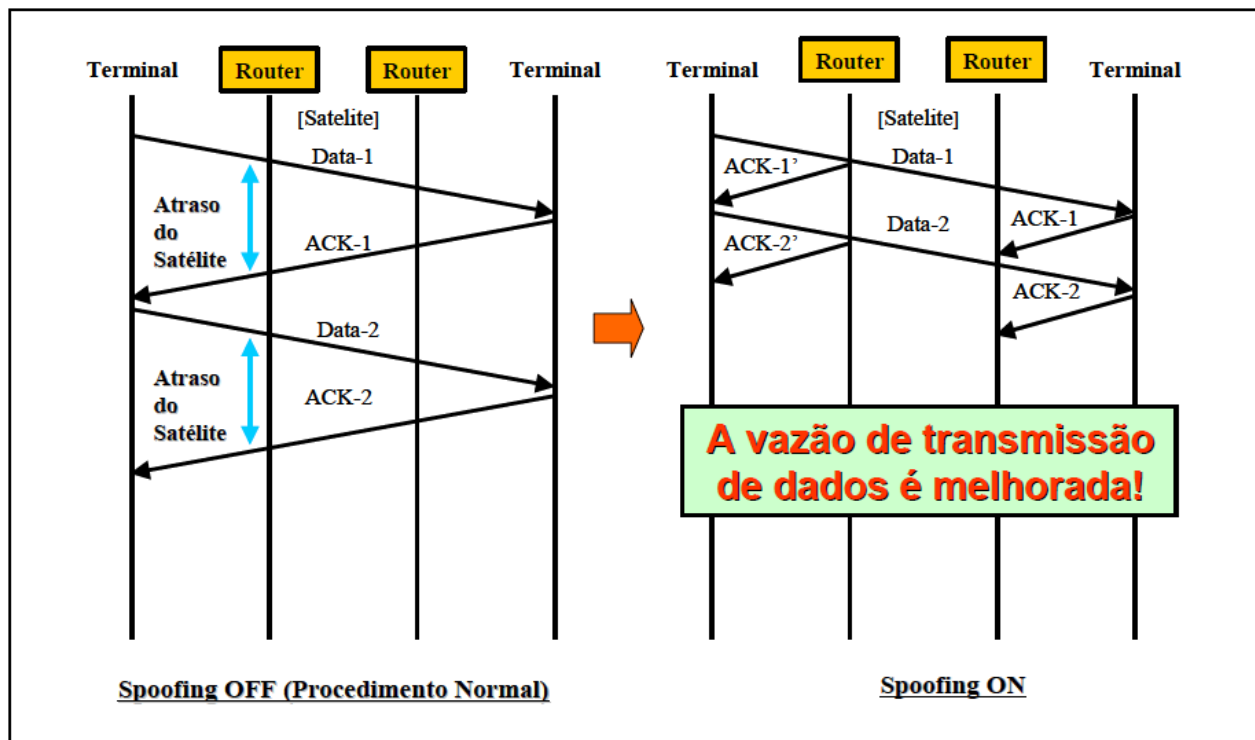 Terminal
Router
Router
Terminal
[Satelite]
Data-1
Atraso
do
Satélite
ACK-1
Data-2
Atraso
do
Satélite
ACK-2
Spoofing OFF (Procedimento Normal)
Terminal
Router
Router
Terminal
[Satelite]
Data-1
ACK-1’
ACK-1
Data-2
ACK-2’
ACK-2
A vazão de transmissão
de dados é melhorada!
Spoofing ON